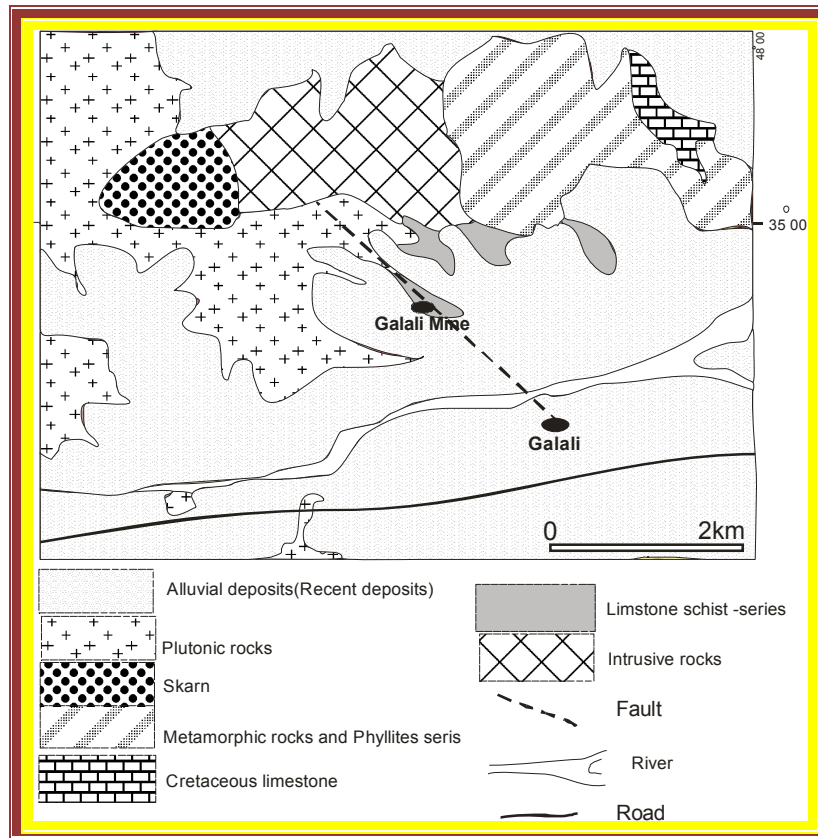 48° 00
35° 00
Galali Mine
Galali
0 2km
Alluvial deposits(Recent deposits)
Plutonic rocks
Skarn
Metamorphic rocks and Phyllites seris
Cretaceous limestone
Limstone schist -series
Intrusive rocks
Fault
River
Road